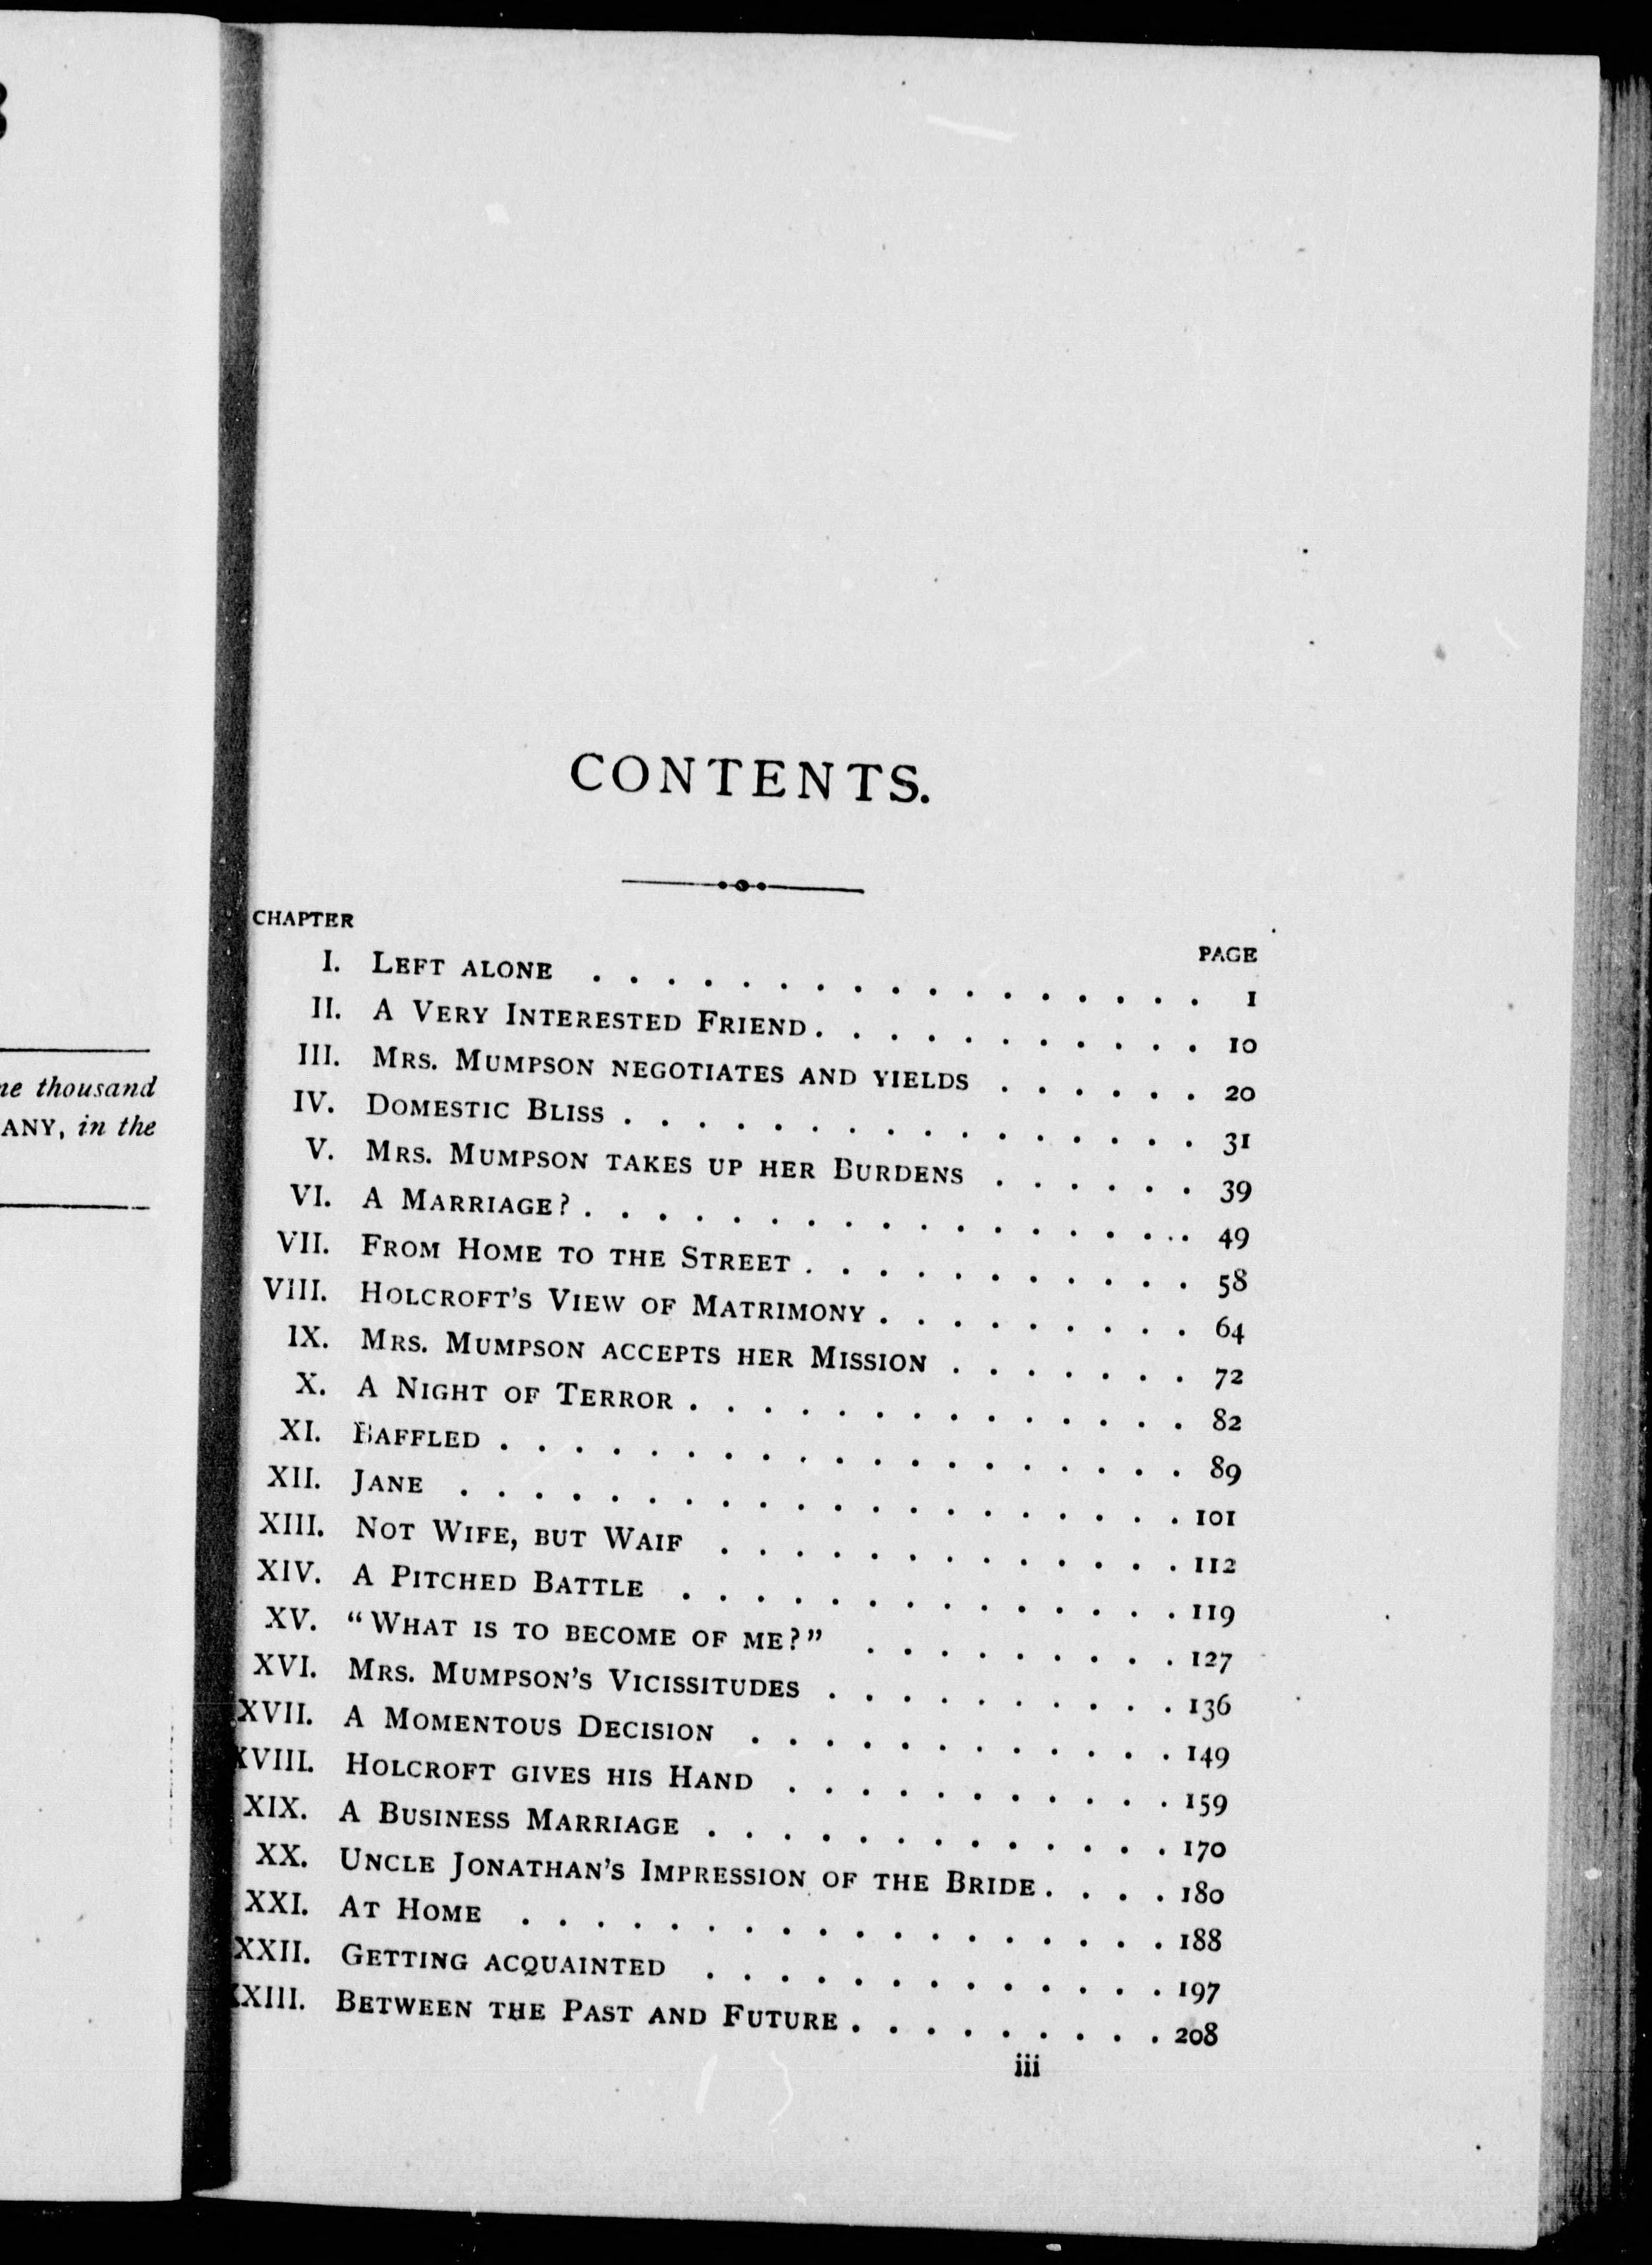 ne thousand
ANY, in the
CONTENTS.
CHAPTER
PAGE
I. LEFT ALONE . . . . . . . . . . . . . . . . . 1
II. A VERY INTERESTED FRIEND . . . . . . . . . . . 10
III. MRS. MUMPSON NEGOTIATES AND YIELDS . . . . . . 20
IV. DOMESTIC BLISS . . . . . . . . . . . . . . . . 31
V. MRS. MUMPSON TAKES UP HER BURDENS . . . . . . 39
VI. A MARRIAGE? . . . . . . . . . . . . . . . . . 49
VII. FROM HOME TO THE STREET . . . . . . . . . . . 58
VIII. HOLCROFT'S VIEW OF MATRIMONY . . . . . . . . . 64
IX. MRS. MUMPSON ACCEPTS HER MISSION . . . . . . . 72
X. A NIGHT OF TERROR . . . . . . . . . . . . . . 82
XI. BAFFLED . . . . . . . . . . . . . . . . . . . 89
XII. JANE . . . . . . . . . . . . . . . . . . . . 101
XIII. NOT WIFE, BUT WAIF . . . . . . . . . . . . . 112
XIV. A PITCHED BATTLE . . . . . . . . . . . . . . 119
XV. "WHAT IS TO BECOME OF ME?" . . . . . . . . . 127
XVI. MRS. MUMPSON'S VICISSITUDES . . . . . . . . . . 136
XVII. A MOMENTOUS DECISION . . . . . . . . . . . . 149
XVIII. HOLCROFT GIVES HIS HAND . . . . . . . . . . . 159
XIX. A BUSINESS MARRIAGE . . . . . . . . . . . . . 170
XX. UNCLE JONATHAN'S IMPRESSION OF THE BRIDE . . . . 180
XXI. AT HOME . . . . . . . . . . . . . . . . . . 188
XXII. GETTING ACQUAINTED . . . . . . . . . . . . . 197
XXIII. BETWEEN THE PAST AND FUTURE . . . . . . . . . 208
iii